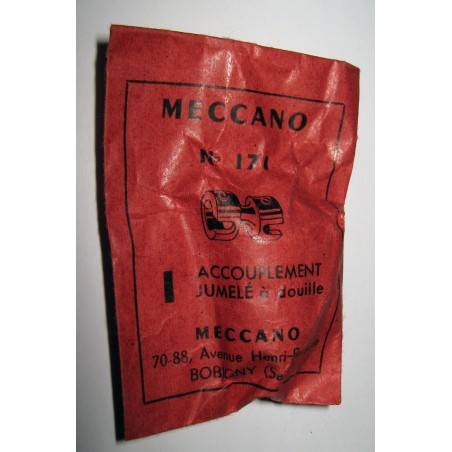 MECCANO
No 171
1 ACCOUPLEMENT
JUMELÉ à douille
MECCANO
70-88, Avenue Henri-
BOBIGNY